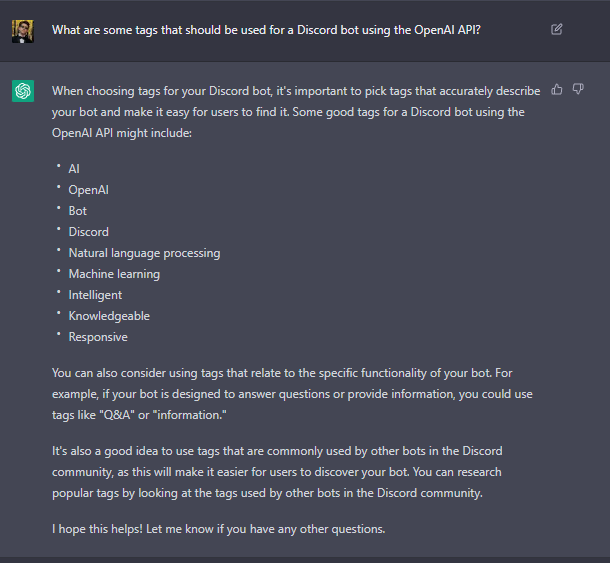 What are some tags that should be used for a Discord bot using the OpenAI API?
When choosing tags for your Discord bot, it's important to pick tags that accurately describe
your bot and make it easy for users to find it. Some good tags for a Discord bot using the
OpenAI API might include:
• AI
• OpenAI
• Bot
• Discord
• Natural language processing
• Machine learning
• Intelligent
• Knowledgeable
• Responsive
You can also consider using tags that relate to the specific functionality of your bot. For
example, if your bot is designed to answer questions or provide information, you could use
tags like "Q&A" or "information."
It's also a good idea to use tags that are commonly used by other bots in the Discord
community, as this will make it easier for users to discover your bot. You can research
popular tags by looking at the tags used by other bots in the Discord community.
I hope this helps! Let me know if you have any other questions.